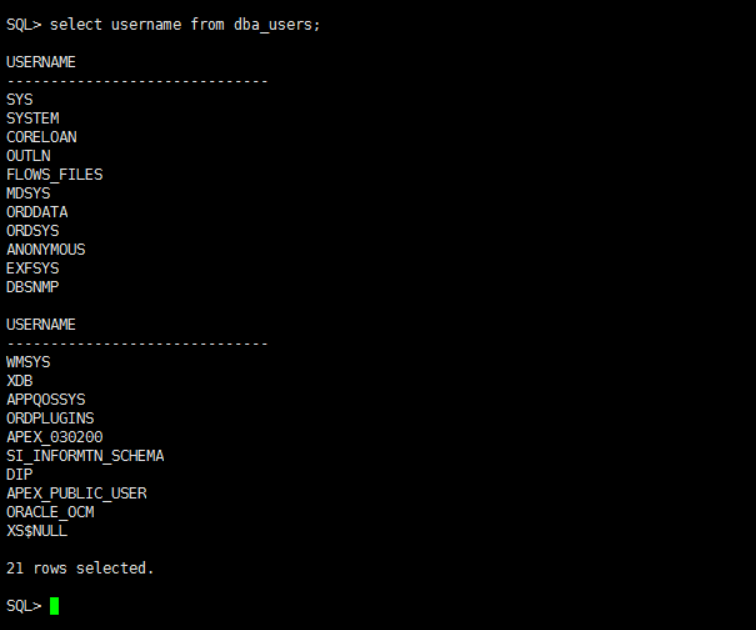 SQL> select username from dba_users;
USERNAME
------------------------------
SYS
SYSTEM
CORELOAN
OUTLN
FLOWS_FILES
MDSYS
ORDDATA
ORDSYS
ANONYMOUS
EXFSYS
DBSNMP
USERNAME
------------------------------
WMSYS
XDB
APPQOSSYS
ORDPLUGINS
APEX_030200
SI_INFORMTN_SCHEMA
DIP
APEX_PUBLIC_USER
ORACLE_OCM
XS$NULL
21 rows selected.
SQL>